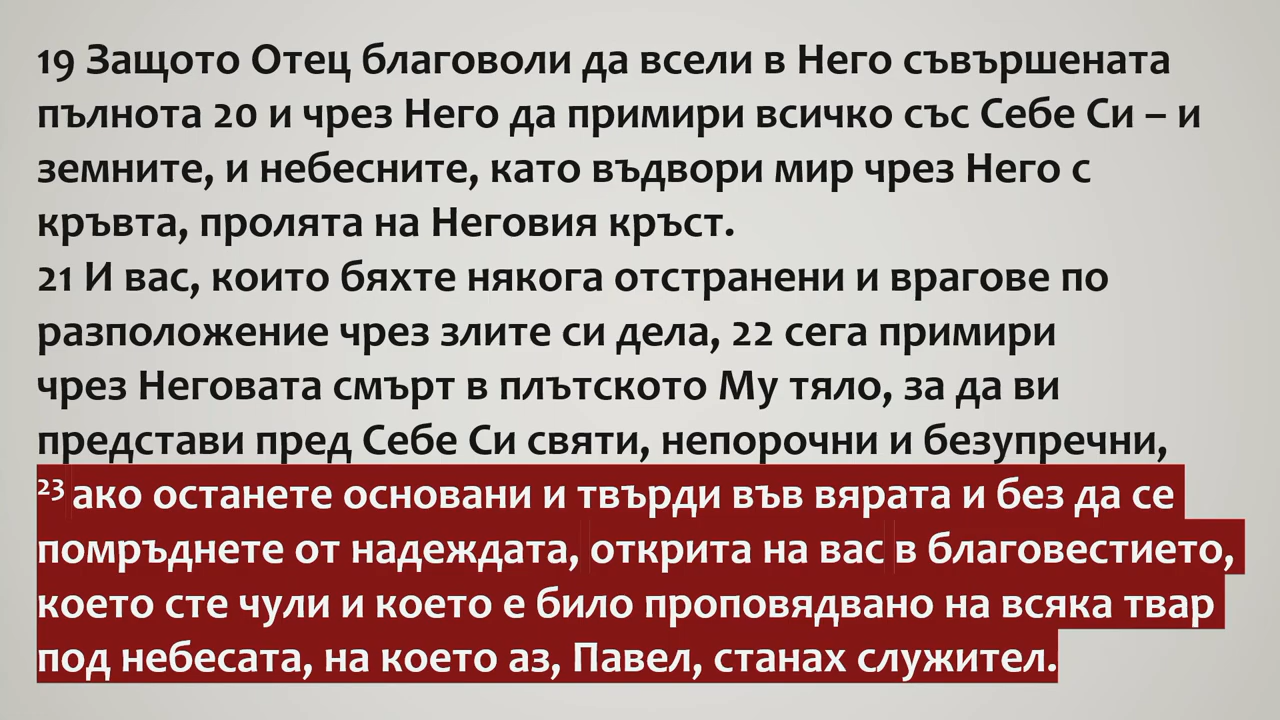 19 Защото Отец благоволи да всели в Него съвършената
пълнота 20 и чрез Него да примири всичко със Себе Си – и
земните, и небесните, като въдвори мир чрез Него с
кръвта, пролята на Неговия кръст.
21 И вас, които бяхте някога отстранени и врагове по
разположение чрез злите си дела, 22 сега примири
чрез Неговата смърт в плътското Му тяло, за да ви
представи пред Себе Си святи, непорочни и безупречни,
23 ако останете основани и твърди във вярата и без да се
помръднете от надеждата, открита на вас в благовестието,
което сте чули и което е било проповядвано на всяка твар
под небесата, на което аз, Павел, станах служител.